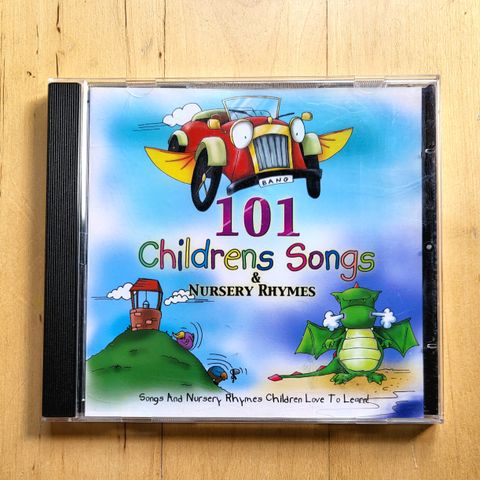 BANG
101
Childrens Songs
&
NURSERY RHYMES
Songs And Nursery Rhymes Children Love To Learn!